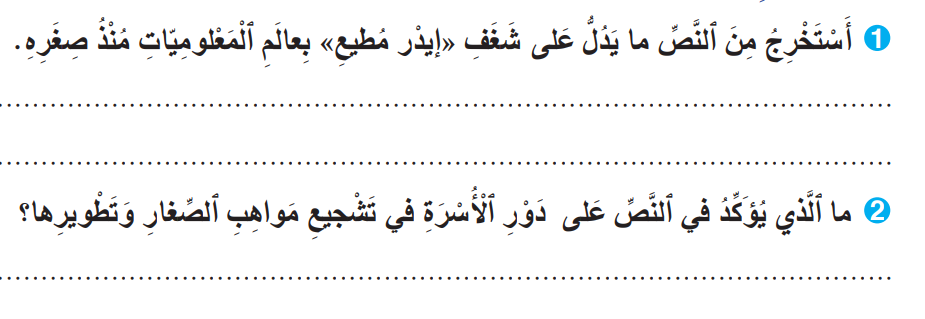 1 أَسْتَخْرِجُ مِنَ ٱلنَّصِّ ما يَدُلُّ عَلى شَغَفِ «إيدْر مُطيعِ» بِعالَمِ ٱلْمَعْلومِيّاتِ مُنْذُ صِغَرِهِ.
................................................................................
................................................................................
2 ما ٱلَّذي يُؤَكِّدُ في ٱلنَّصِّ عَلى دَوْرِ ٱلْأُسْرَةِ في تَشْجيعِ مَواهِبِ ٱلصِّغارِ وَتَطْويرِها؟
................................................................................